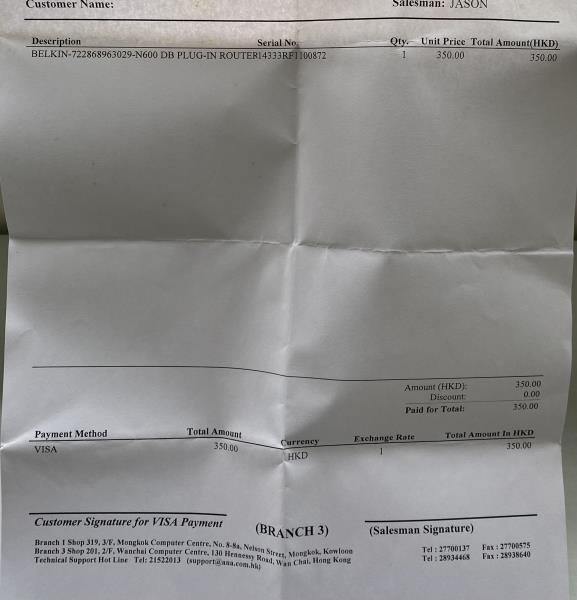 Customer Name: Salesman: JASON
Description Serial No. Qty. Unit Price Total Amount(HKD)
BELKIN-722868963029-N600 DB PLUG-IN ROUTER14333RF1100872 1 350.00 350.00
Amount (HKD): 350.00
Discount: 0.00
Paid for Total: 350.00
Payment Method Total Amount Currency Exchange Rate Total Amount In HKD
VISA 350.00 HKD 1 350.00
Customer Signature for VISA Payment (BRANCH 3) (Salesman Signature)
Branch 1 Shop 319, 3/F, Mongkok Computer Centre, No. 8-8a, Nelson Street, Mongkok, Kowloon Tel : 27700137 Fax : 27700575
Branch 3 Shop 201, 2/F, Wanchai Computer Centre, 130 Hennessy Road, Wan Chai, Hong Kong Tel : 28934468 Fax : 28938640
Technical Support Hot Line Tel: 21522013 (support@ana.com.hk)